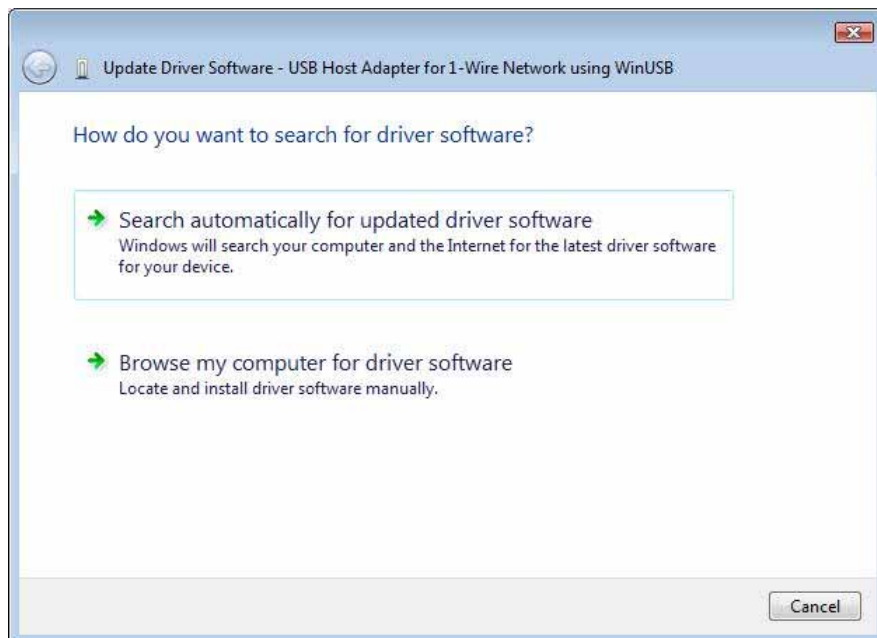 Update Driver Software - USB Host Adapter for 1-Wire Network using WinUSB
How do you want to search for driver software?
Search automatically for updated driver software
Windows will search your computer and the Internet for the latest driver software
for your device.
Browse my computer for driver software
Locate and install driver software manually.
Cancel